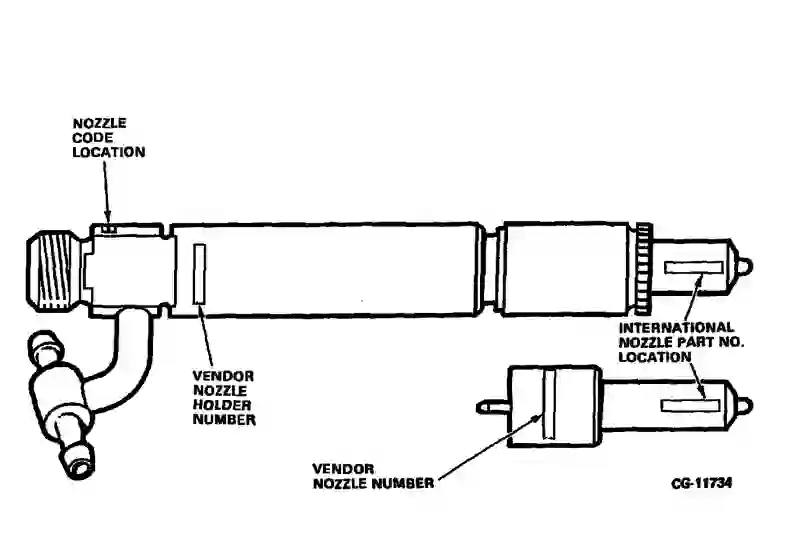 NOZZLE
CODE
LOCATION
INTERNATIONAL
NOZZLE PART NO.
LOCATION
VENDOR
NOZZLE
HOLDER
NUMBER
VENDOR
NOZZLE NUMBER
CG-11734